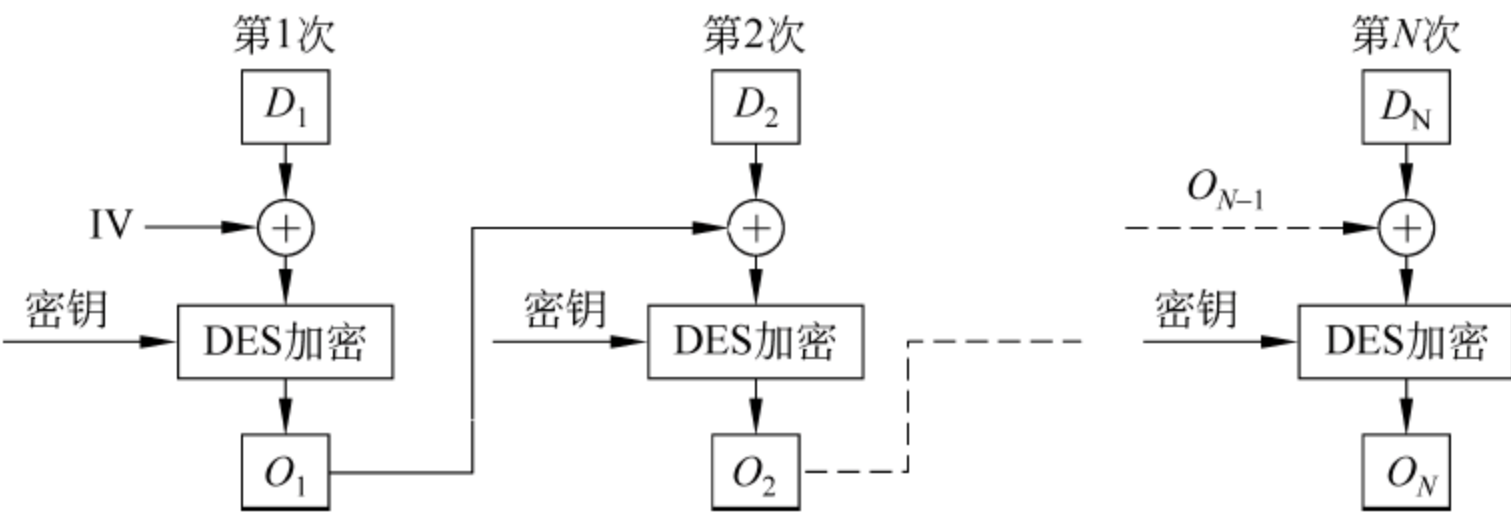 第1次 第2次 第N次
D1 D2 DN
ON–1
IV
密钥 密钥 密钥
DES加密 DES加密 DES加密
O1 O2 ON